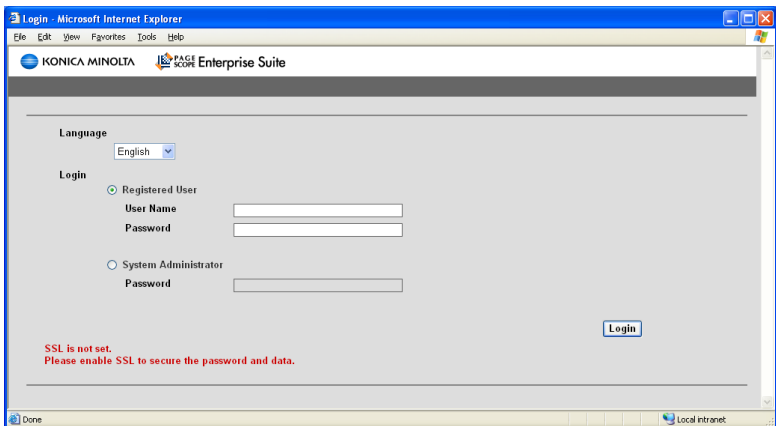 Login - Microsoft Internet Explorer
File Edit View Favorites Tools Help
KONICA MINOLTA PAGE SCOPE Enterprise Suite
Language
English
Login
Registered User
User Name
Password
System Administrator
Password
Login
SSL is not set.
Please enable SSL to secure the password and data.
Done Local intranet